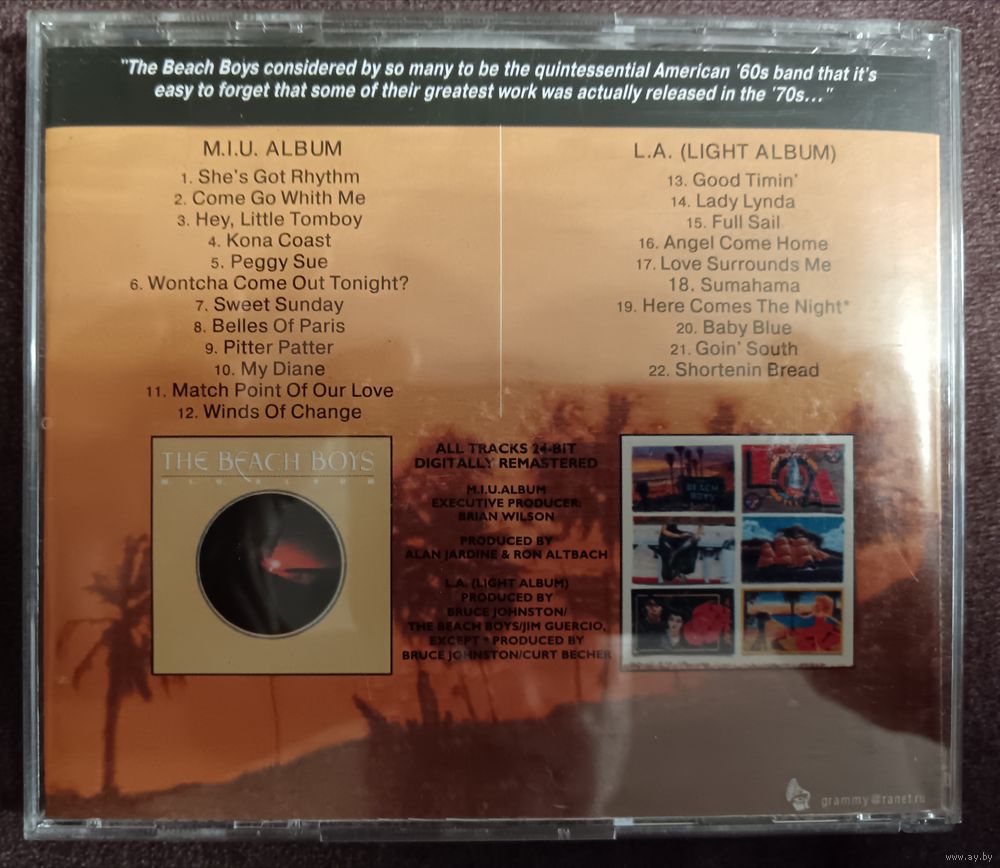 "The Beach Boys considered by so many to be the quintessential American '60s band that it's
easy to forget that some of their greatest work was actually released in the '70s..."
M.I.U. ALBUM
1. She's Got Rhythm
2. Come Go Whith Me
3. Hey, Little Tomboy
4. Kona Coast
5. Peggy Sue
6. Wontcha Come Out Tonight?
7. Sweet Sunday
8. Belles Of Paris
9. Pitter Patter
10. My Diane
11. Match Point Of Our Love
12. Winds Of Change
L.A. (LIGHT ALBUM)
13. Good Timin'
14. Lady Lynda
15. Full Sail
16. Angel Come Home
17. Love Surrounds Me
18. Sumahama
19. Here Comes The Night*
20. Baby Blue
21. Goin' South
22. Shortenin Bread
THE BEACH BOYS
M.I.U. ALBUM
ALL TRACKS 24-BIT
DIGITALLY REMASTERED
M.I.U.ALBUM
EXECUTIVE PRODUCER:
BRIAN WILSON
PRODUCED BY
ALAN JARDINE & RON ALTBACH
L.A. (LIGHT ALBUM)
PRODUCED BY
BRUCE JOHNSTON/
THE BEACH BOYS/JIM GUERCIO,
EXCEPT * PRODUCED BY
BRUCE JOHNSTON/CURT BECHER
BEACH
BOYS
LA
grammy@ranet.ru
www.ay.by